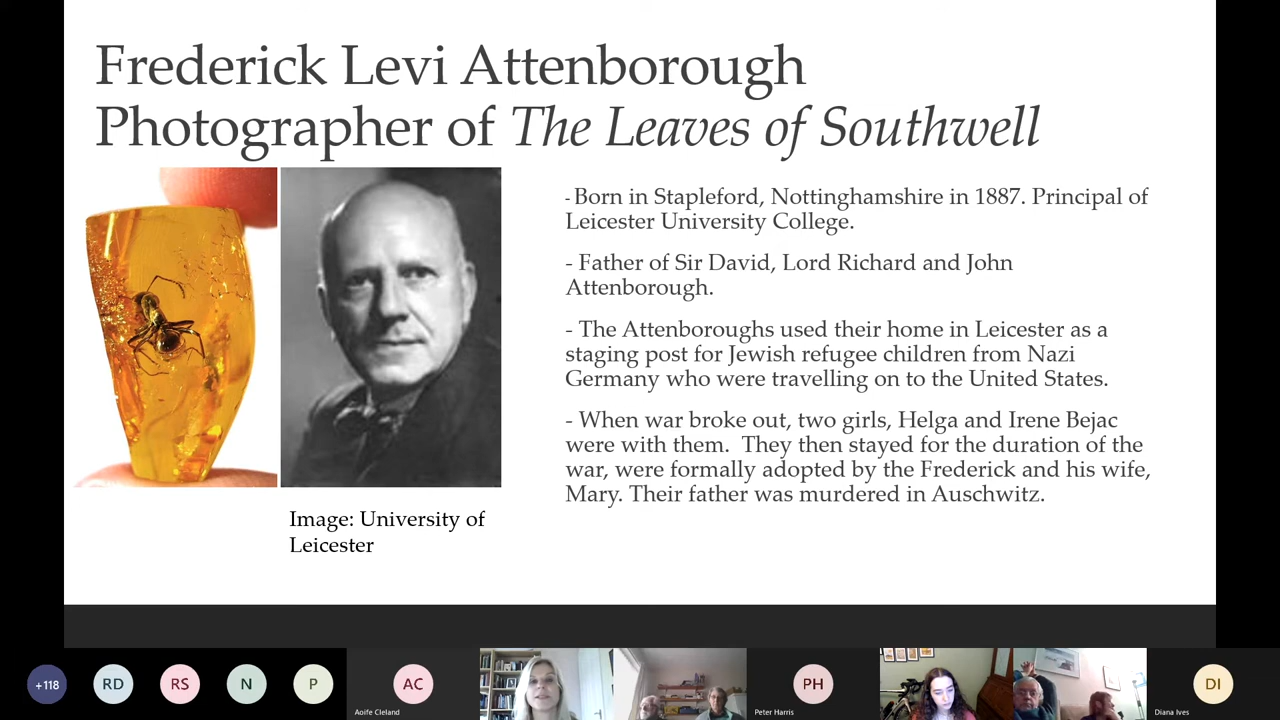 Frederick Levi Attenborough
Photographer of The Leaves of Southwell
- Born in Stapleford, Nottinghamshire in 1887. Principal of
Leicester University College.
- Father of Sir David, Lord Richard and John
Attenborough.
- The Attenboroughs used their home in Leicester as a
staging post for Jewish refugee children from Nazi
Germany who were travelling on to the United States.
- When war broke out, two girls, Helga and Irene Bejac
were with them.  They then stayed for the duration of the
war, were formally adopted by the Frederick and his wife,
Mary. Their father was murdered in Auschwitz.
Image: University of
Leicester
+118
RD
RS
N
P
AC
Aoife Cleland
PH
Peter Harris
DI
Diana Ives